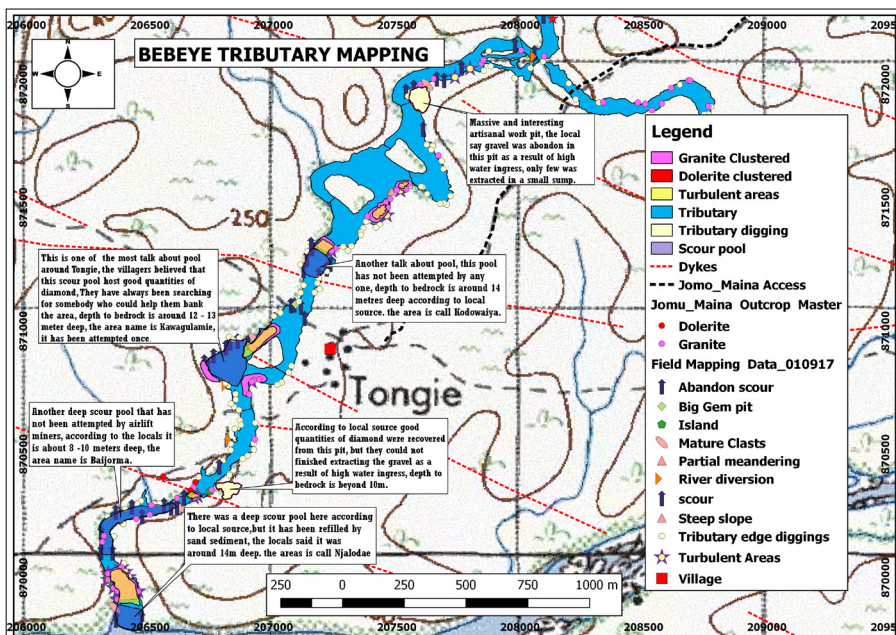 206000 206500 207000 207500 208000 208500 209000 2095
BEBEYE TRIBUTARY MAPPING
N
W E
S
872000
871500
871000
870500
870000
872000
871500
871000
870500
870000
250
Massive and interesting
artisanal work pit, the local
say gravel was abondon in
this pit as a result of high
water ingress, only few was
extracted in a small sump.
This is one of the most talk about pool
around Tongie, the villagers believed that
this scour pool host good quantities of
diamond, They have always been searching
for somebody who could help them bank
the area, depth to bedrock is around 12 - 13
meter deep, the area name is Kawagulamie,
it has been attempted once.
Another talk about pool, this pool
has not been attempted by any
one, depth to bedrock is around 14
metres deep according to local
source. the area is call Kodowaiya.
Tongie
Another deep scour pool that has
not been attempted by airlift
miners, according to the locals it
is about 8 -10 meters deep, the
area name is Baijorma.
According to local source good
quantities of diamond were recovered
from this pit, but they could not
finished extracting the gravel as a
result of high water ingress, depth to
bedrock is beyond 10m.
There was a deep scour pool here according
to local source, but it has been refilled by
sand sediment, the locals said it was
around 14m deep. the areas is call Njalodae
Legend
Granite Clustered
Dolerite clustered
Turbulent areas
Tributary
Tributary digging
Scour pool
Dykes
Jomo_Maina Access
Jomu_Maina Outcrop Master
Dolerite
Granite
Field Mapping Data_010917
Abandon scour
Big Gem pit
Island
Mature Clasts
Partial meandering
River diversion
scour
Steep slope
Tributary edge diggings
Turbulent Areas
Village
250 0 250 500 750 1000 m
206000 206500 207000 207500 208000 208500 209000 2095